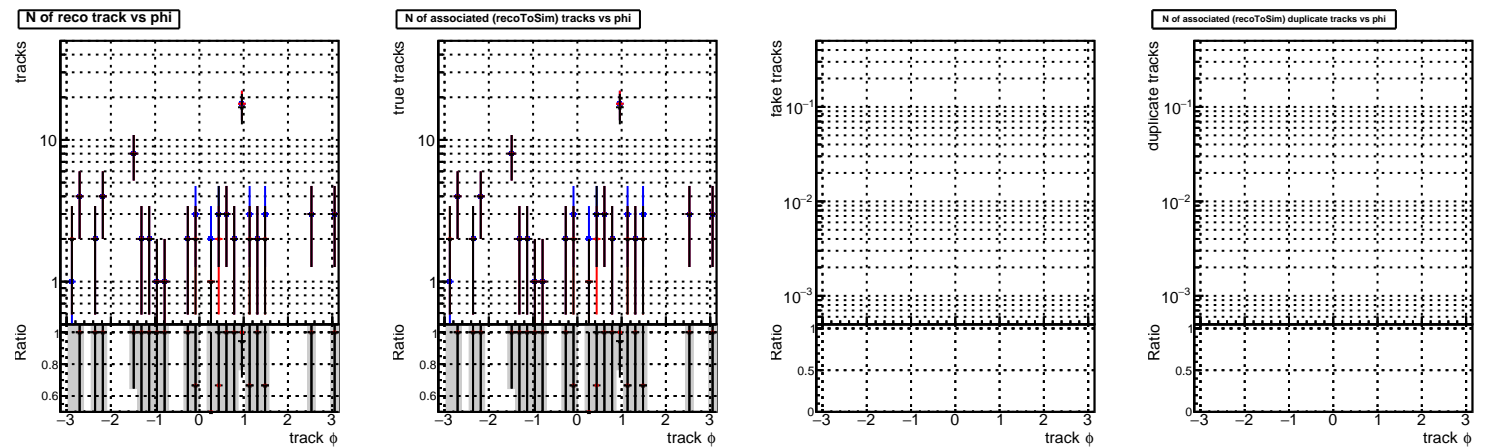 N of reco track vs phi
tracks
10
1
Ratio
1
0.8
0.6
−3 −2 −1 0 1 2 3
track ϕ
N of associated (recoToSim) tracks vs phi
true tracks
10
1
Ratio
1
0.8
0.6
−3 −2 −1 0 1 2 3
track ϕ
fake tracks
10−1
10−2
10−3
Ratio
1
0.5
0
−3 −2 −1 0 1 2 3
track ϕ
N of associated (recoToSim) duplicate tracks vs phi
duplicate tracks
10−1
10−2
10−3
Ratio
1
0.5
0
−3 −2 −1 0 1 2 3
track ϕ